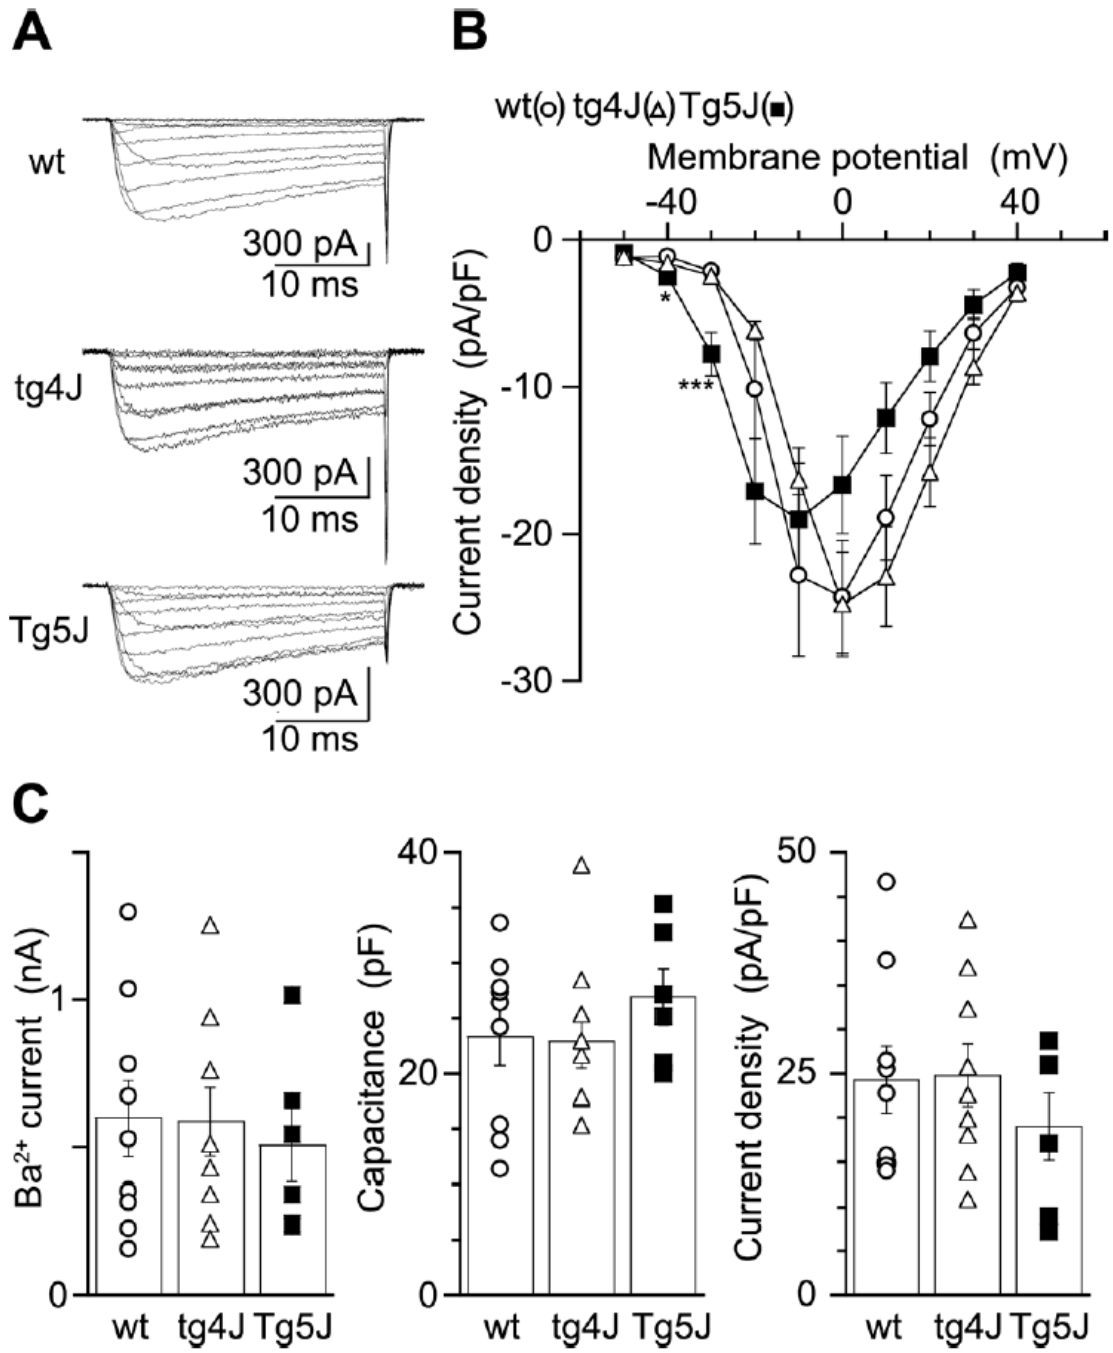 A
B
wt(○) tg4J(△) Tg5J(■)
Membrane potential (mV)
-40 0 40
wt
300 pA
10 ms
tg4J
300 pA
10 ms
Tg5J
300 pA
10 ms
Current density (pA/pF)
0
-10
-20
-30
*
***
C
Ba²⁺ current (nA)
1
0
wt tg4J Tg5J
Capacitance (pF)
40
20
0
wt tg4J Tg5J
Current density (pA/pF)
50
25
0
wt tg4J Tg5J